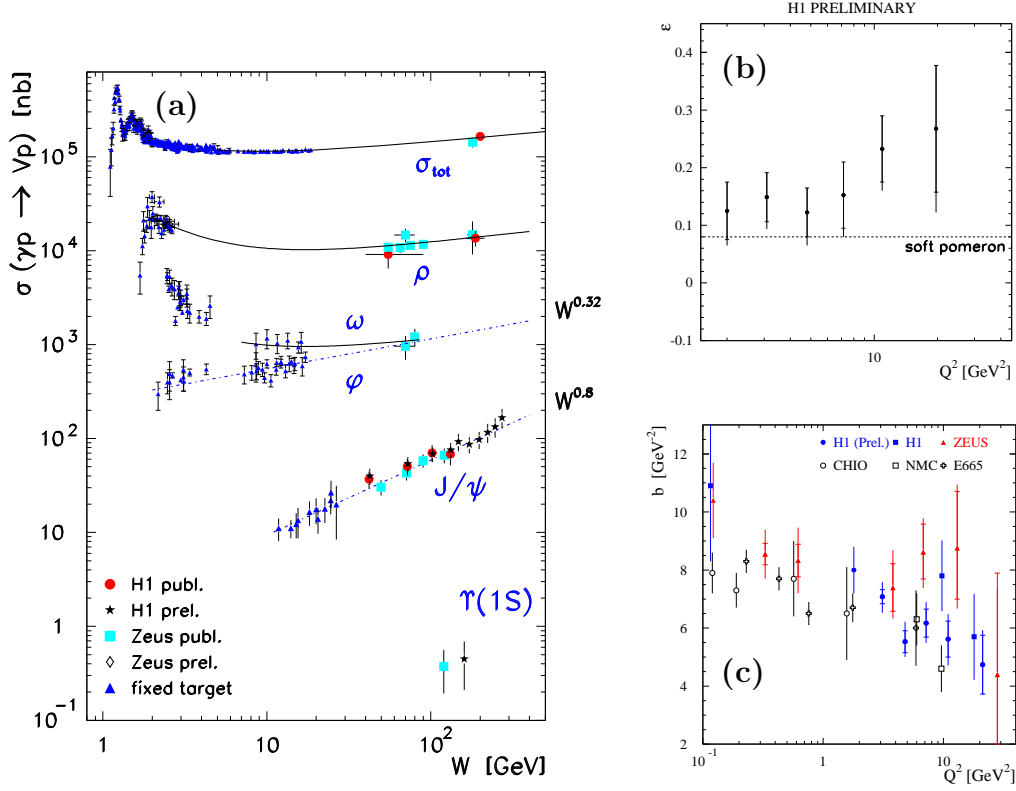 (a)
σ (γp → Vp) [nb]
10^5
10^4
10^3
10^2
10
1
10^-1
σ_tot
ρ
ω
φ
J/ψ
Υ(1S)
W^0.32
W^0.8
H1 publ.
H1 prel.
Zeus publ.
Zeus prel.
fixed target
1 10 10^2
W [GeV]
H1 PRELIMINARY
(b)
ε
0.4
0.3
0.2
0.1
0
-0.1
soft pomeron
10
Q^2 [GeV^2]
(c)
b [GeV^-2]
12
10
8
6
4
2
H1 (Prel.) H1 ZEUS
CHIO NMC E665
10^-1 1 10
Q^2 [GeV^2]